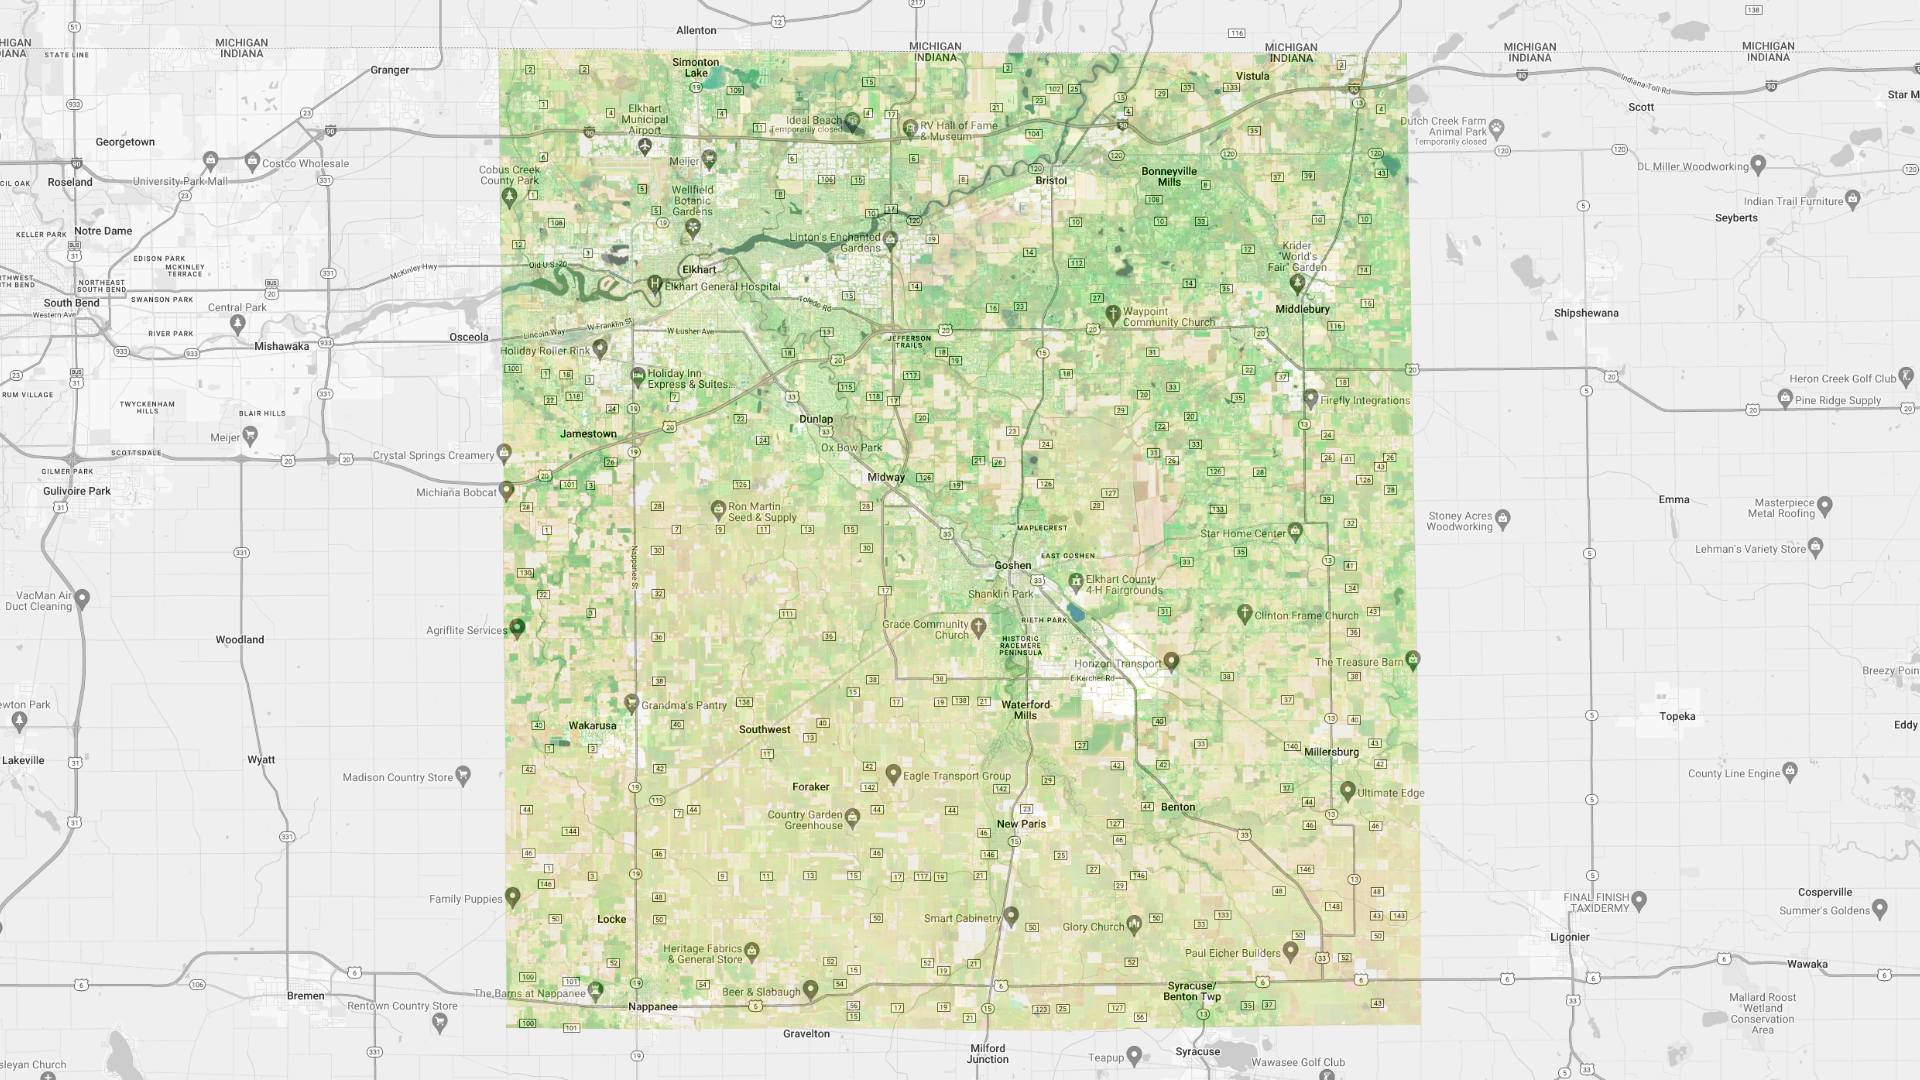 Allenton
MICHIGAN
INDIANA
STATE LINE
MICHIGAN
INDIANA
MICHIGAN
INDIANA
MICHIGAN
INDIANA
MICHIGAN
INDIANA
MICHIGAN
INDIANA
Granger
Simonton
Lake
Vistula
Indiana Toll Rd
Scott
Star M
Elkhart
Municipal
Airport
Ideal Beach
Temporarily closed
RV Hall of Fame
& Museum
Dutch Creek Farm
Animal Park
Temporarily closed
Georgetown
Costco Wholesale
University Park Mall
CIL OAK
Roseland
Cobus Creek
County Park
Meijer
Wellfield
Botanic
Gardens
Bristol
Bonneyville
Mills
DL Miller Woodworking
Indian Trail Furniture
Seyberts
KELLER PARK
Notre Dame
EDISON PARK
MCKINLEY
TERRACE
Linton's Enchanted
Gardens
Krider
"World's
Fair" Garden
RTHWEST
TH BEND
NORTHEAST
SOUTH BEND
McKinley Hwy
Old U.S. 20
Elkhart
Elkhart General Hospital
South Bend
Western Ave
SWANSON PARK
Central Park
RIVER PARK
Mishawaka
Osceola
Lincoln Way
W Franklin St
W Lusher Ave
Toledo Rd
Waypoint
Community Church
Middlebury
Shipshewana
Holiday Roller Rink
JEFFERSON
TRAILS
Holiday Inn
Express & Suites...
RUM VILLAGE
TWYCKENHAM
HILLS
BLAIR HILLS
Heron Creek Golf Club
Pine Ridge Supply
Firefly Integrations
Meijer
Jamestown
Dunlap
Ox Bow Park
SCOTTSDALE
Crystal Springs Creamery
GILMER PARK
Gulivoire Park
Michiana Bobcat
Midway
Emma
Ron Martin
Seed & Supply
Masterpiece
Metal Roofing
Stoney Acres
Woodworking
MAPLECREST
Star Home Center
Lehman's Variety Store
EAST GOSHEN
Nappanee St
Goshen
Elkhart County
4-H Fairgrounds
Shanklin Park
VacMan Air
Duct Cleaning
Agriflite Services
Grace Community
Church
RIETH PARK
Clinton Frame Church
Woodland
HISTORIC
RACEMERE
PENINSULA
Horizon Transport
The Treasure Barn
Breezy Poin
E Kercher Rd
ewton Park
Grandma's Pantry
Waterford
Mills
Topeka
Wakarusa
Southwest
Eddy
Millersburg
Lakeville
Wyatt
Madison Country Store
Eagle Transport Group
Foraker
County Line Engine
Ultimate Edge
Country Garden
Greenhouse
New Paris
Benton
Family Puppies
Cosperville
FINAL FINISH
TAXIDERMY
Summer's Goldens
Locke
Smart Cabinetry
Glory Church
Ligonier
Heritage Fabrics
& General Store
Paul Eicher Builders
Wawaka
Bremen
The Barns at Nappanee
Beer & Slabaugh
Syracuse/
Benton Twp
Rentown Country Store
Nappanee
Mallard Roost
Wetland
Conservation
Area
Gravelton
Milford
Junction
Teapup
Syracuse
Wawasee Golf Club
sleyan Church